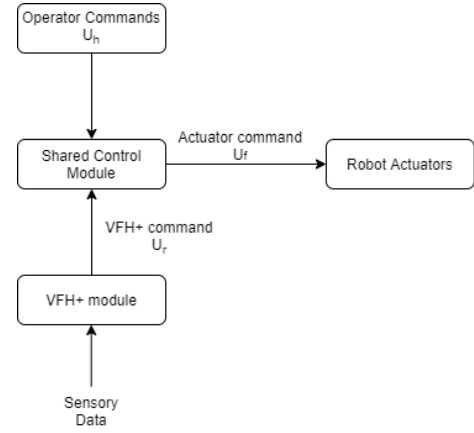 Operator Commands
Uh
Shared Control
Module
Actuator command
Uf
Robot Actuators
VFH+ command
Ur
VFH+ module
Sensory
Data